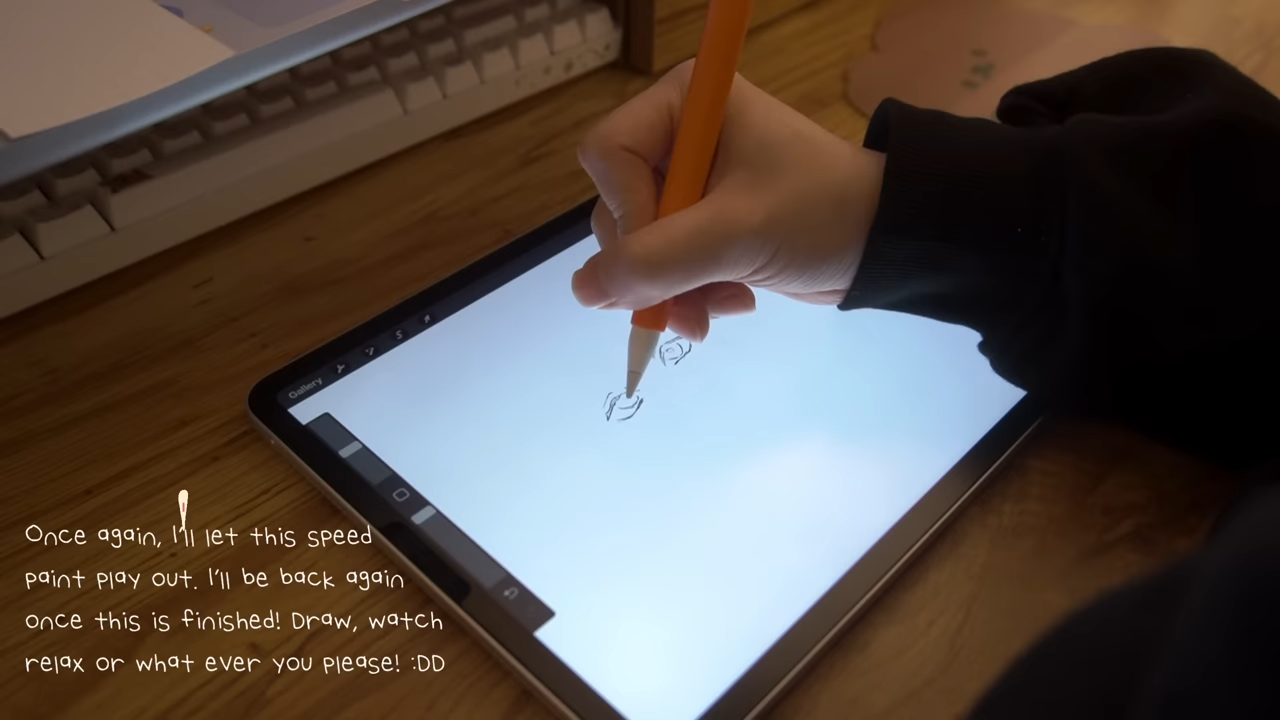 Gallery
Once again, I'll let this speed
paint play out. I'll be back again
once this is finished! Draw, watch
relax or what ever you please! :DD